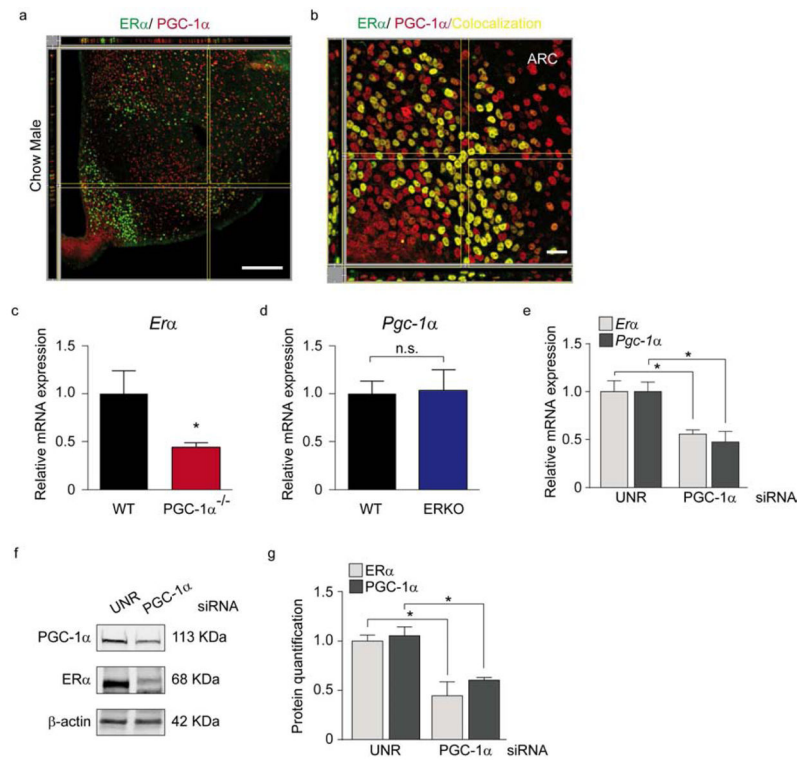 a
ERα/ PGC-1α
Chow Male
b
ERα/ PGC-1α/Colocalization
ARC
c
Erα
Relative mRNA expression
1.5
1.0
0.5
0
*
WT
PGC-1α-/-
d
Pgc-1α
Relative mRNA expression
1.5
1.0
0.5
0
n.s.
WT
ERKO
e
Erα
Pgc-1α
Relative mRNA expression
1.5
1.0
0.5
0
*
*
UNR
PGC-1α
siRNA
f
UNR
PGC-1α
siRNA
PGC-1α
113 KDa
ERα
68 KDa
β-actin
42 KDa
g
ERα
PGC-1α
Protein quantification
1.5
1.0
0.5
0
*
*
UNR
PGC-1α
siRNA